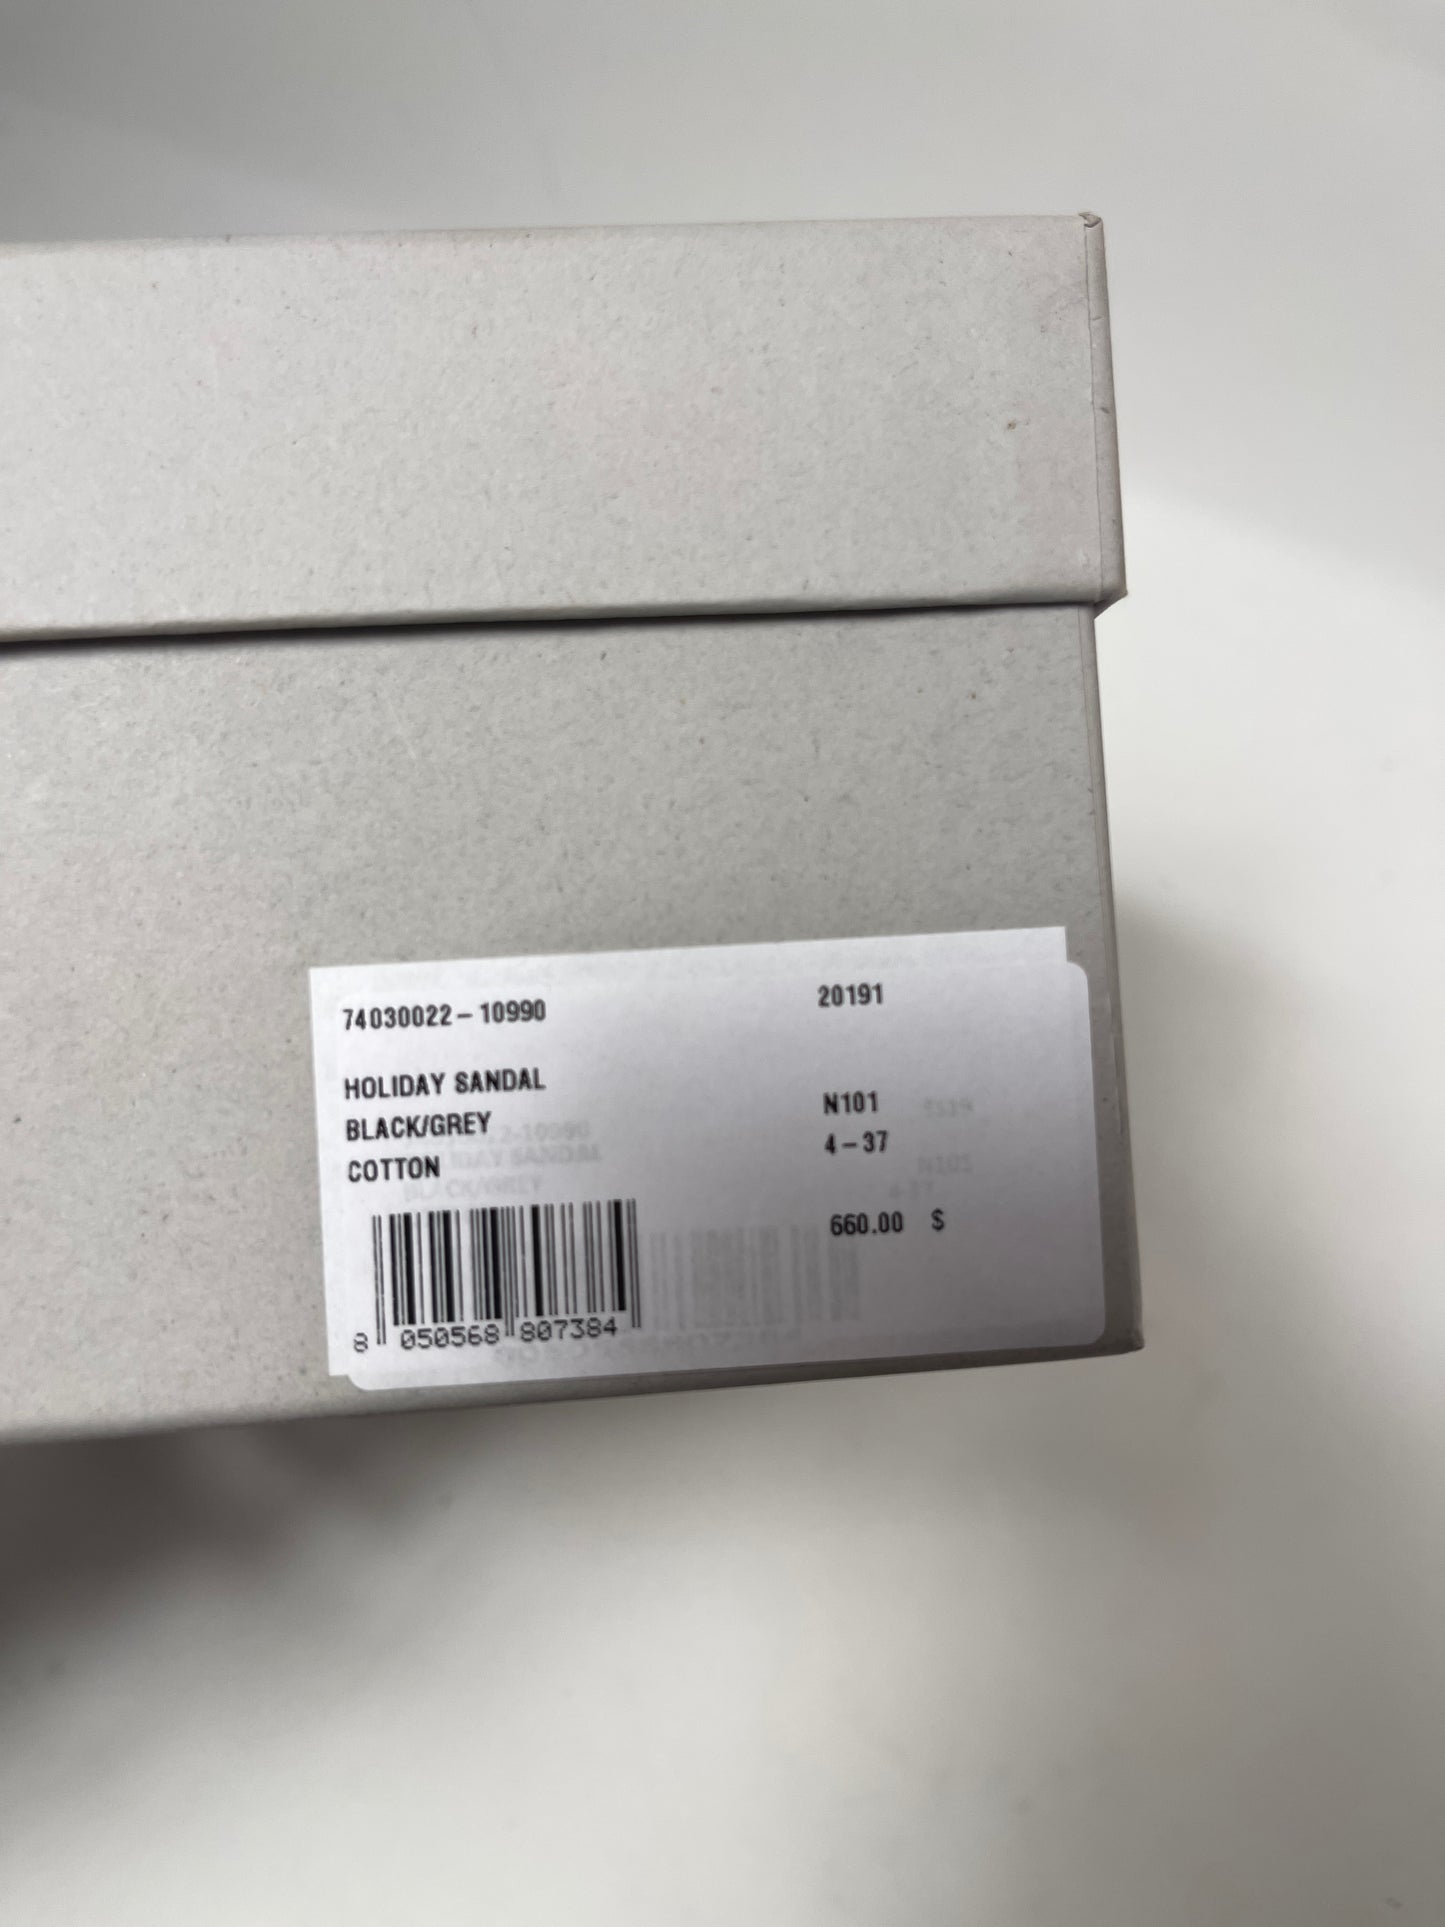 74030022-10990 20191
HOLIDAY SANDAL
BLACK/GREY N101
COTTON 4-37
660.00 $
8 050568 807384